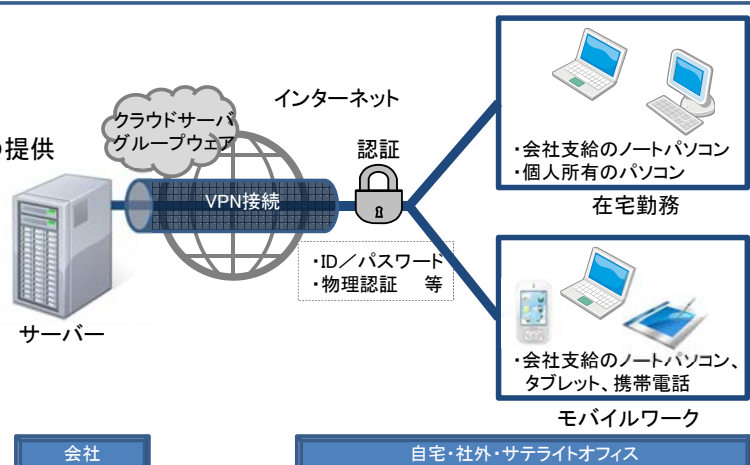 の提供
クラウドサーバ
グループウェア
インターネット
VPN接続
認証
・ID／パスワード
・物理認証　等
サーバー
・会社支給のノートパソコン
・個人所有のパソコン
在宅勤務
・会社支給のノートパソコン、
タブレット、携帯電話
モバイルワーク
会社
自宅・社外・サテライトオフィス